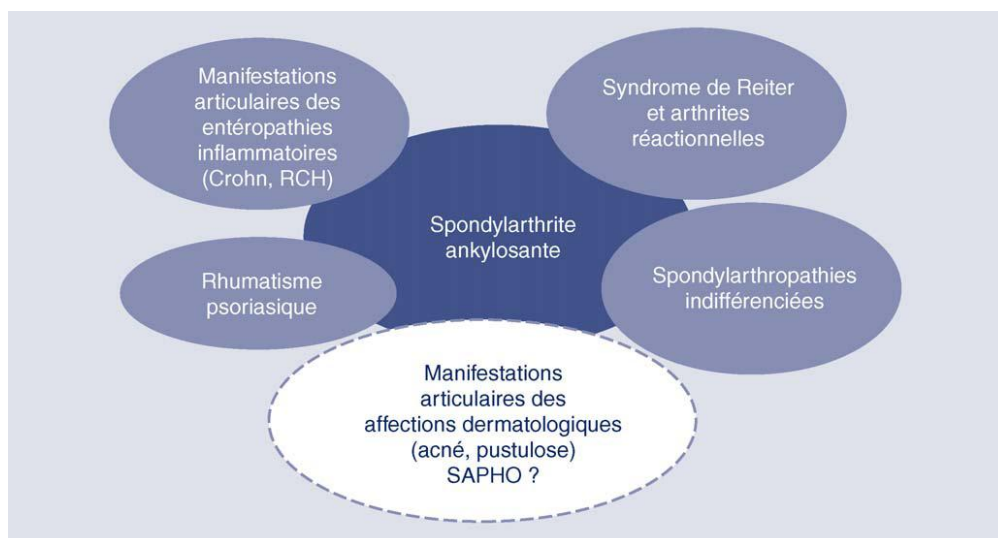 Manifestations
articulaires des
entéropathies
inflammatoires
(Crohn, RCH)
Syndrome de Reiter
et arthrites
réactionnelles
Spondylarthrite
ankylosante
Rhumatisme
psoriasique
Spondylarthropathies
indifférenciées
Manifestations
articulaires des
affections dermatologiques
(acné, pustulose)
SAPHO ?